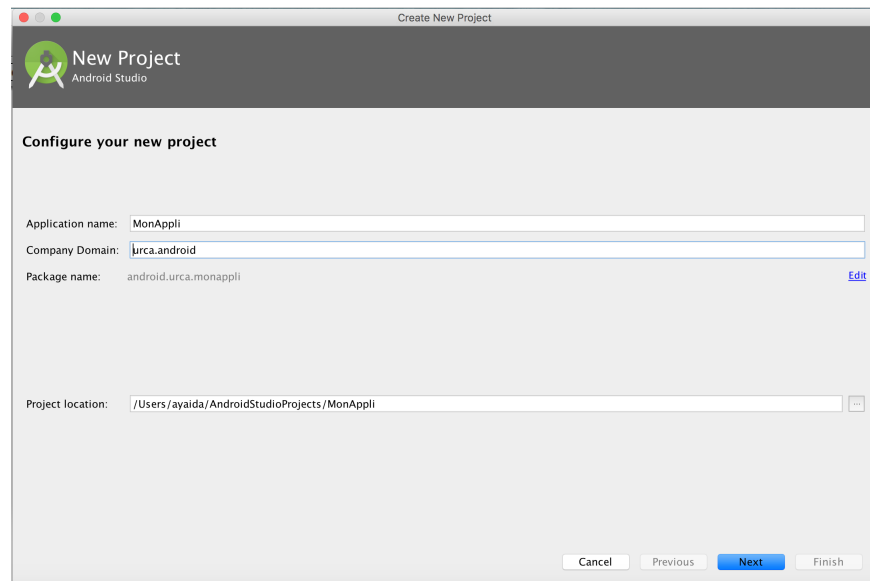 Create New Project
New Project
Android Studio
Configure your new project
Application name: MonAppli
Company Domain: urca.android
Package name: android.urca.monappli Edit
Project location: /Users/ayaida/AndroidStudioProjects/MonAppli ...
Cancel Previous Next Finish